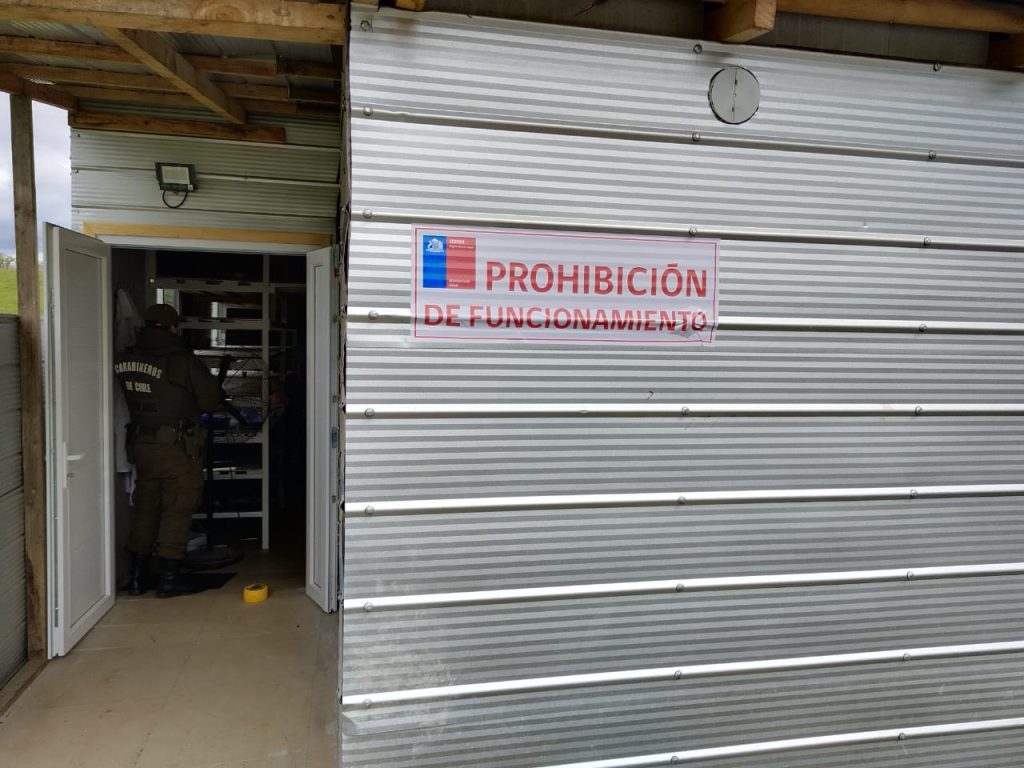 PROHIBICIÓN
DE FUNCIONAMIENTO
CARABINEROS
DE CHILE